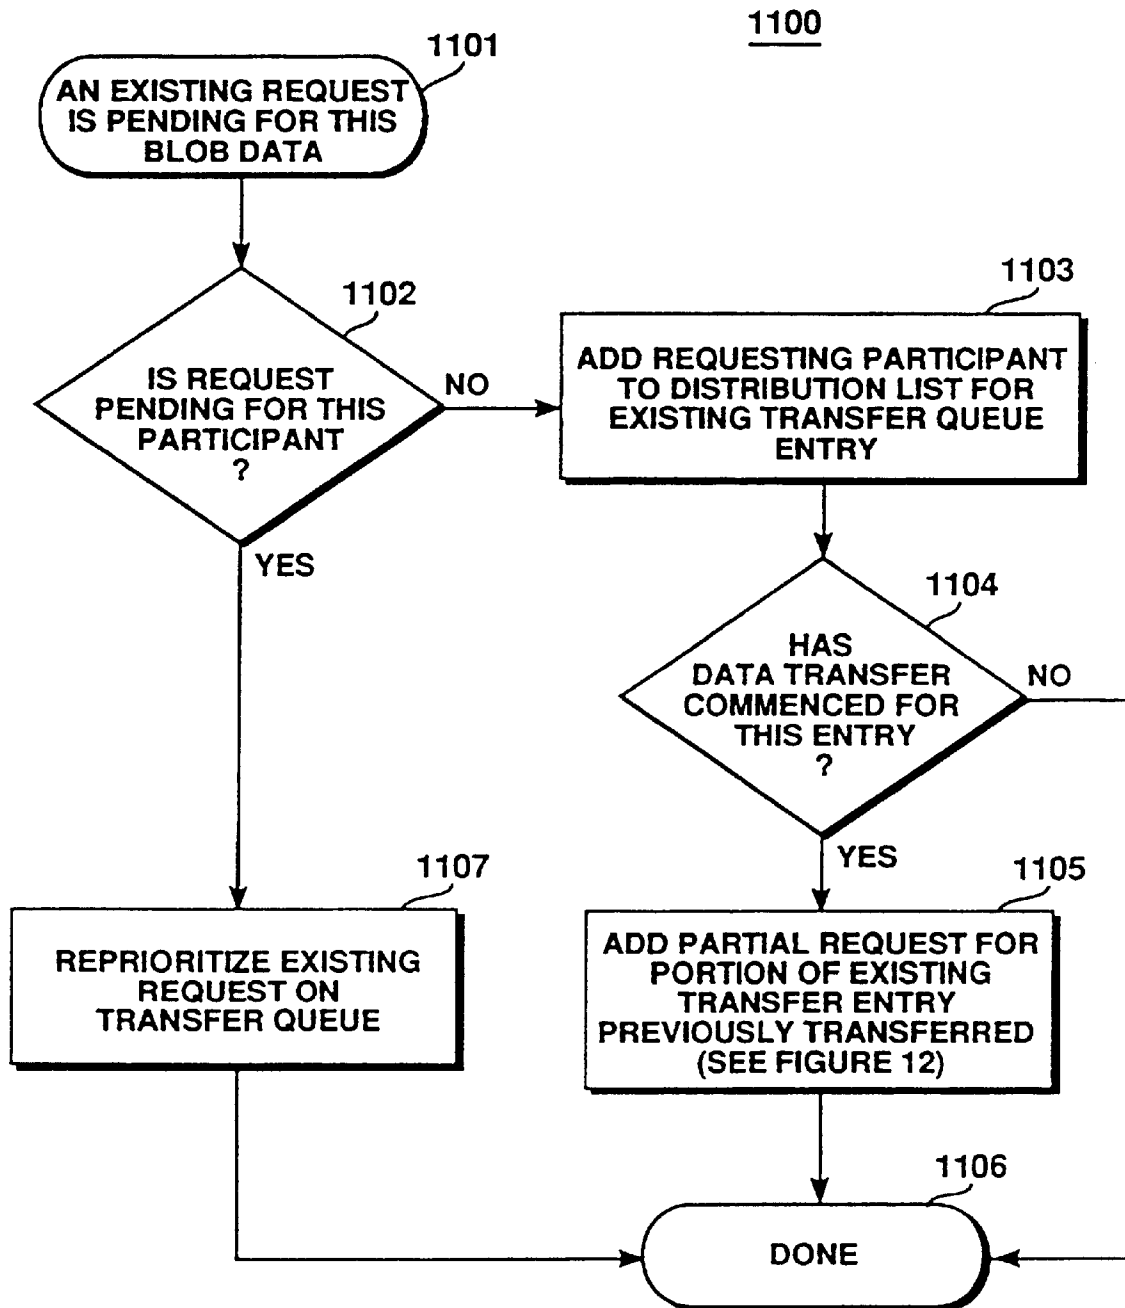 1100
1101
AN EXISTING REQUEST
IS PENDING FOR THIS
BLOB DATA
1102
IS REQUEST
PENDING FOR THIS
PARTICIPANT
?
NO
YES
1103
ADD REQUESTING PARTICIPANT
TO DISTRIBUTION LIST FOR
EXISTING TRANSFER QUEUE
ENTRY
1104
HAS
DATA TRANSFER
COMMENCED FOR
THIS ENTRY
?
NO
YES
1107
REPRIORITIZE EXISTING
REQUEST ON
TRANSFER QUEUE
1105
ADD PARTIAL REQUEST FOR
PORTION OF EXISTING
TRANSFER ENTRY
PREVIOUSLY TRANSFERRED
(SEE FIGURE 12)
1106
DONE